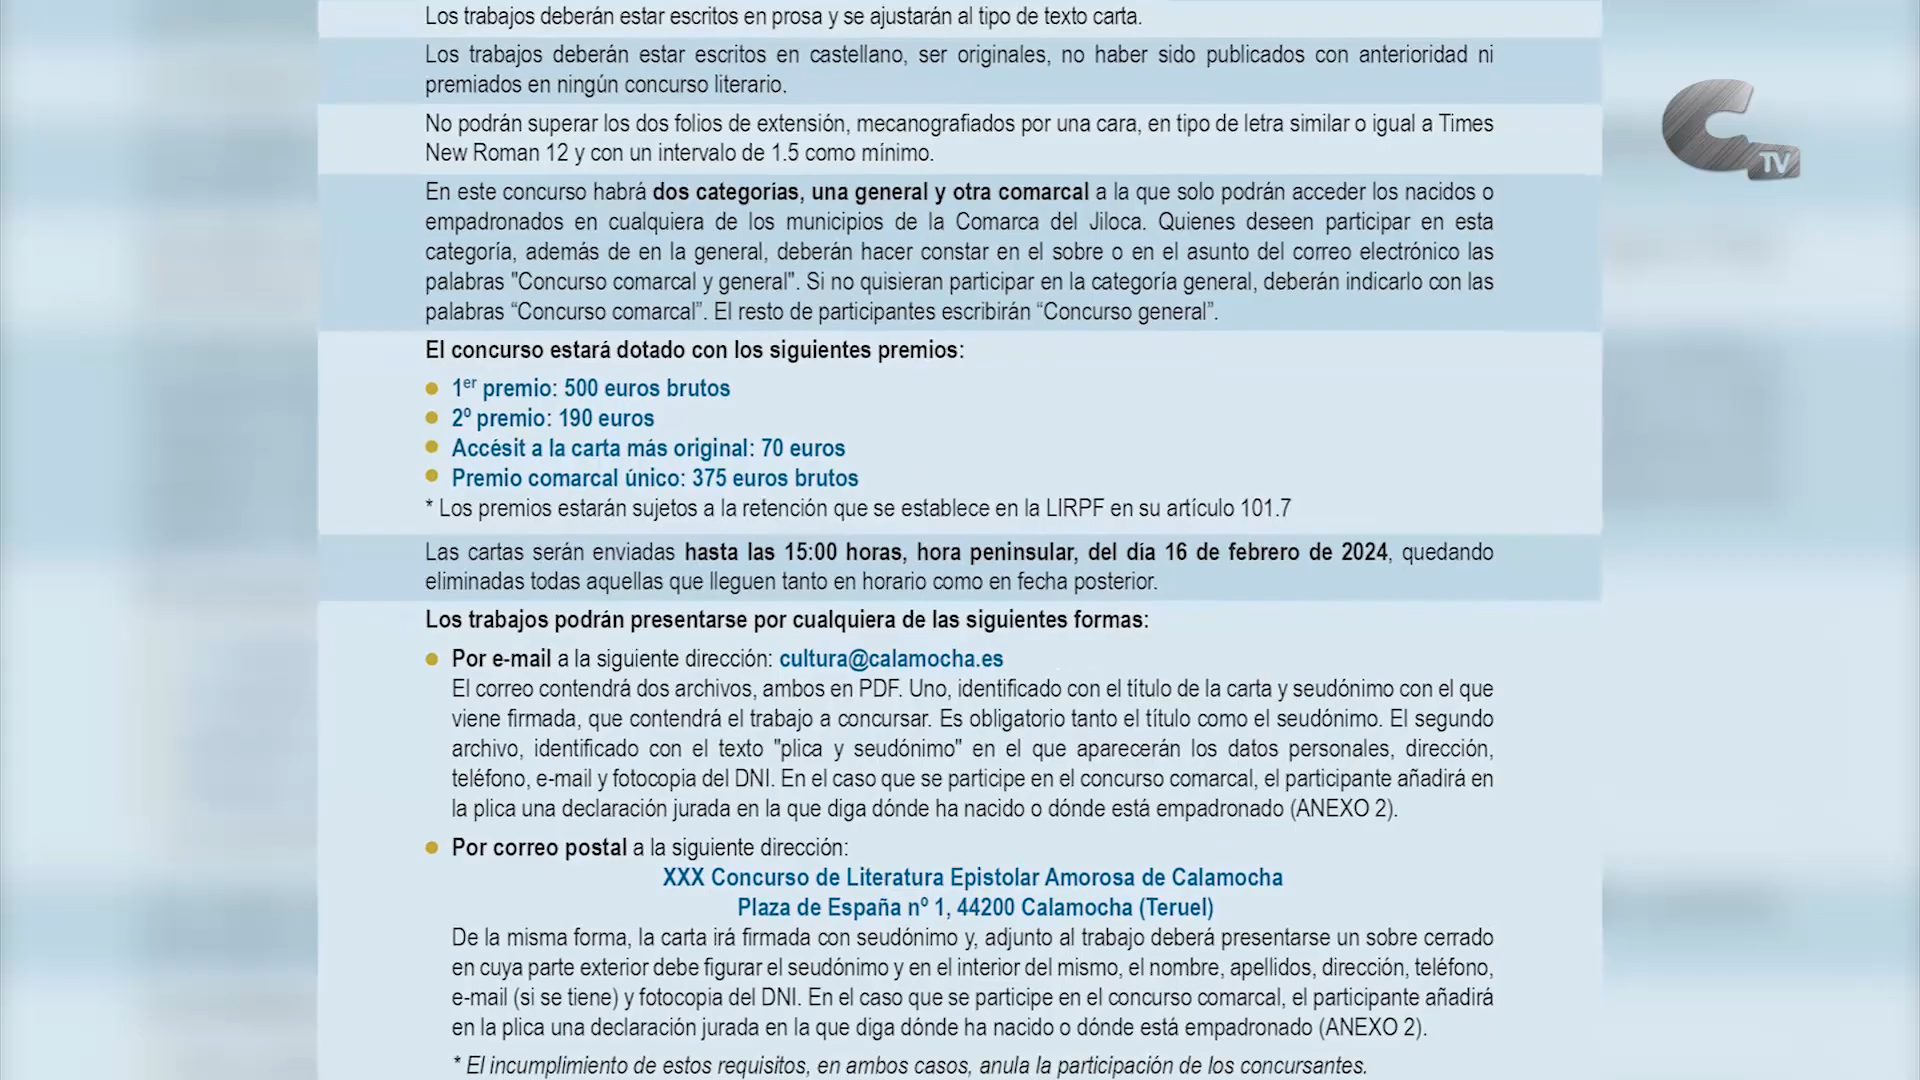 Los trabajos deberán estar escritos en prosa y se ajustarán al tipo de texto carta.
Los trabajos deberán estar escritos en castellano, ser originales, no haber sido publicados con anterioridad ni
premiados en ningún concurso literario.
No podrán superar los dos folios de extensión, mecanografiados por una cara, en tipo de letra similar o igual a Times
New Roman 12 y con un intervalo de 1.5 como mínimo.
En este concurso habrá dos categorías, una general y otra comarcal a la que solo podrán acceder los nacidos o
empadronados en cualquiera de los municipios de la Comarca del Jiloca. Quienes deseen participar en esta
categoría, además de en la general, deberán hacer constar en el sobre o en el asunto del correo electrónico las
palabras "Concurso comarcal y general". Si no quisieran participar en la categoría general, deberán indicarlo con las
palabras “Concurso comarcal”. El resto de participantes escribirán “Concurso general”.
El concurso estará dotado con los siguientes premios:
1er premio: 500 euros brutos
2º premio: 190 euros
Accésit a la carta más original: 70 euros
Premio comarcal único: 375 euros brutos
* Los premios estarán sujetos a la retención que se establece en la LIRPF en su artículo 101.7
Las cartas serán enviadas hasta las 15:00 horas, hora peninsular, del día 16 de febrero de 2024, quedando
eliminadas todas aquellas que lleguen tanto en horario como en fecha posterior.
Los trabajos podrán presentarse por cualquiera de las siguientes formas:
Por e-mail a la siguiente dirección: cultura@calamocha.es
El correo contendrá dos archivos, ambos en PDF. Uno, identificado con el título de la carta y seudónimo con el que
viene firmada, que contendrá el trabajo a concursar. Es obligatorio tanto el título como el seudónimo. El segundo
archivo, identificado con el texto "plica y seudónimo" en el que aparecerán los datos personales, dirección,
teléfono, e-mail y fotocopia del DNI. En el caso que se participe en el concurso comarcal, el participante añadirá en
la plica una declaración jurada en la que diga dónde ha nacido o dónde está empadronado (ANEXO 2).
Por correo postal a la siguiente dirección:
XXX Concurso de Literatura Epistolar Amorosa de Calamocha
Plaza de España nº 1, 44200 Calamocha (Teruel)
De la misma forma, la carta irá firmada con seudónimo y, adjunto al trabajo deberá presentarse un sobre cerrado
en cuya parte exterior debe figurar el seudónimo y en el interior del mismo, el nombre, apellidos, dirección, teléfono,
e-mail (si se tiene) y fotocopia del DNI. En el caso que se participe en el concurso comarcal, el participante añadirá
en la plica una declaración jurada en la que diga dónde ha nacido o dónde está empadronado (ANEXO 2).
* El incumplimiento de estos requisitos, en ambos casos, anula la participación de los concursantes.
C TV